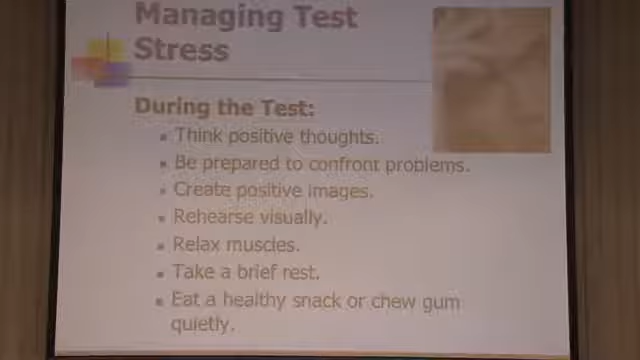 Managing Test
Stress
During the Test:
Think positive thoughts.
Be prepared to confront problems.
Create positive images.
Rehearse visually.
Relax muscles.
Take a brief rest.
Eat a healthy snack or chew gum
quietly.